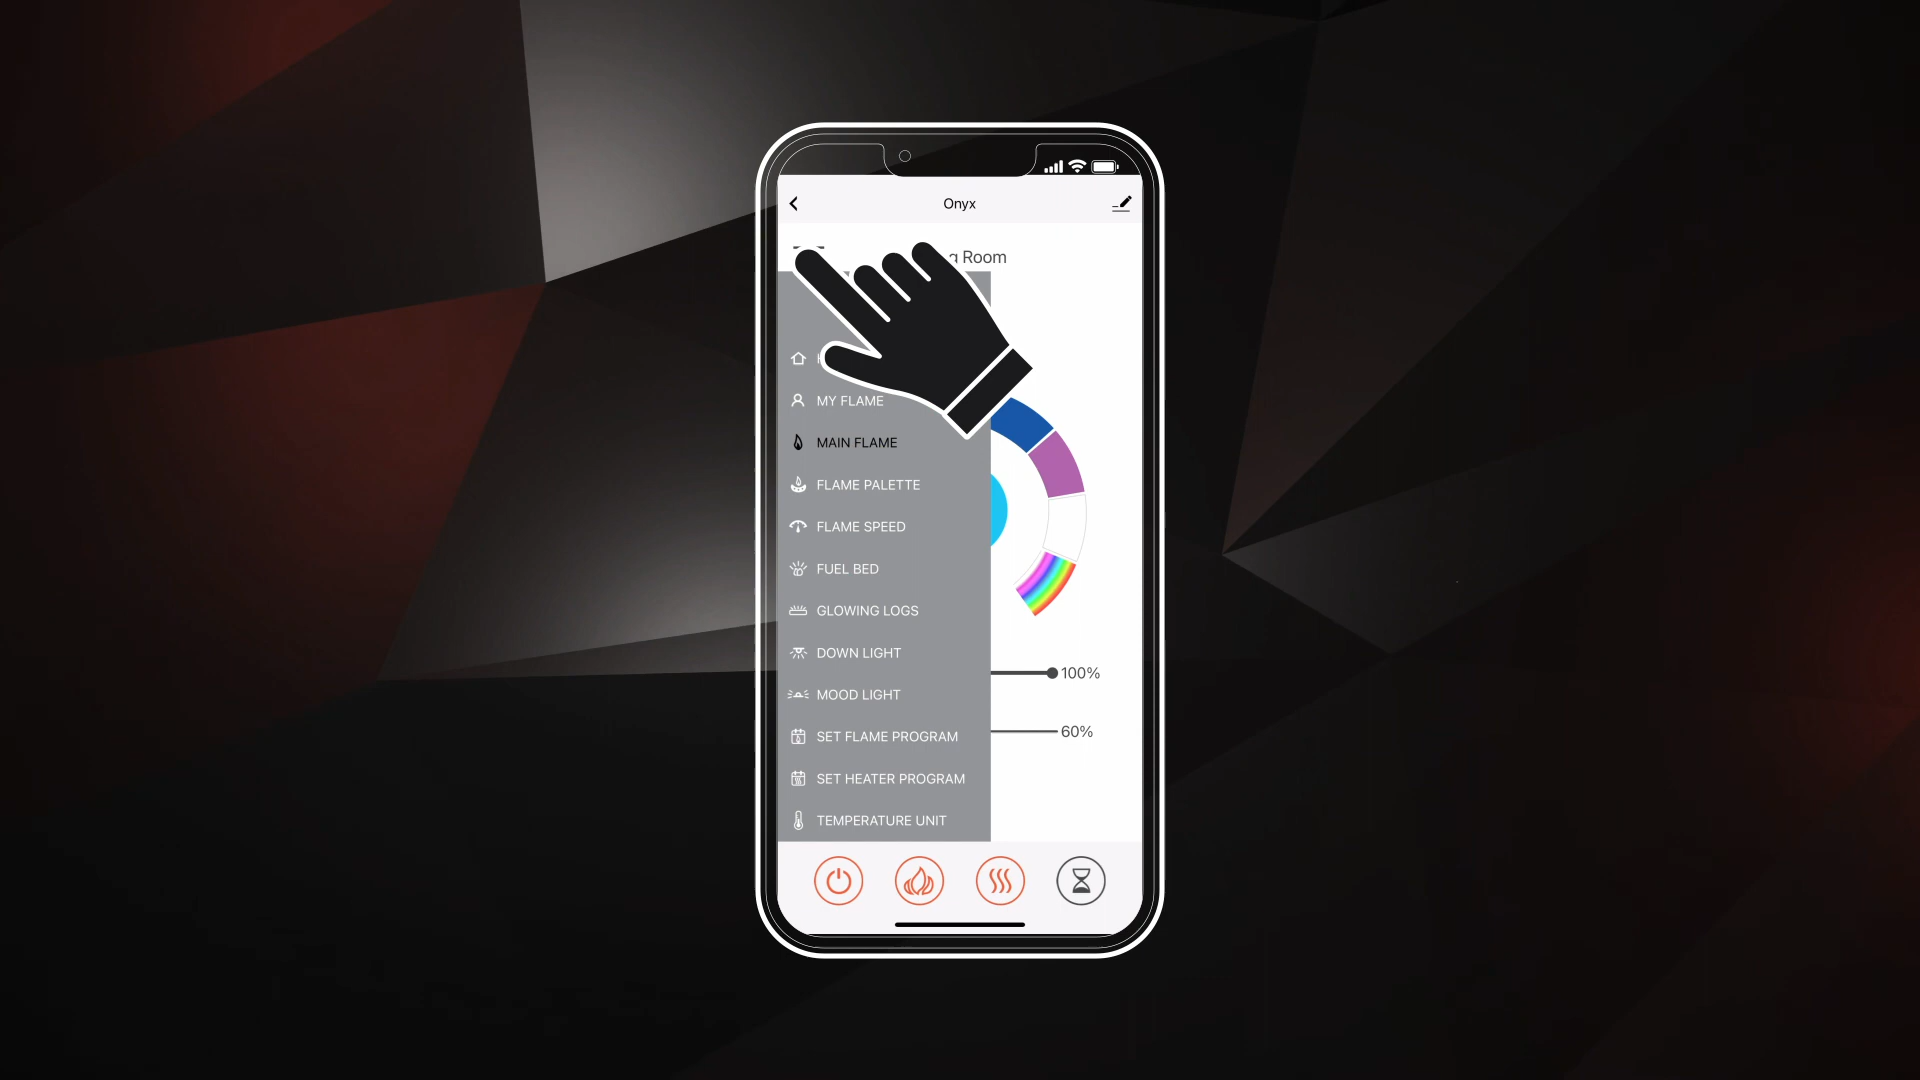 Onyx
Room
MY FLAME
MAIN FLAME
FLAME PALETTE
FLAME SPEED
FUEL BED
GLOWING LOGS
DOWN LIGHT
100%
MOOD LIGHT
60%
SET FLAME PROGRAM
SET HEATER PROGRAM
TEMPERATURE UNIT